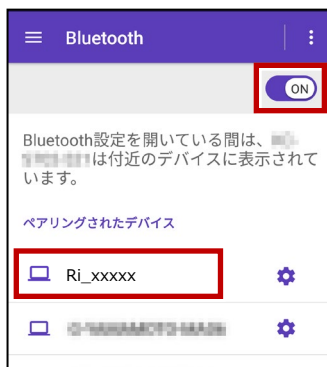 Bluetooth
ON
Bluetooth設定を開いている間は、
は付近のデバイスに表示されて
います。
ペアリングされたデバイス
Ri_xxxxx